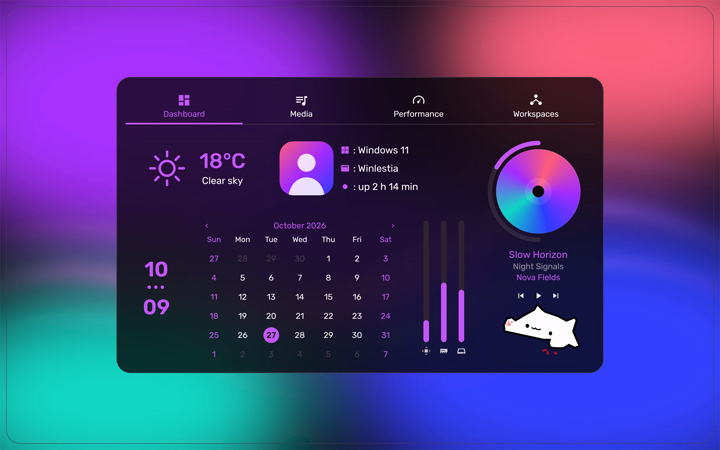 Dashboard
Media
Performance
Workspaces
18°C
Clear sky
: Windows 11
: Winlestia
: up 2 h 14 min
10
09
October 2026
Sun Mon Tue Wed Thu Fri Sat
27 28 29 30 1 2 3
4 5 6 7 8 9 10
11 12 13 14 15 16 17
18 19 20 21 22 23 24
25 26 27 28 29 30 31
1 2 3 4 5 6 7
Slow Horizon
Night Signals
Nova Fields